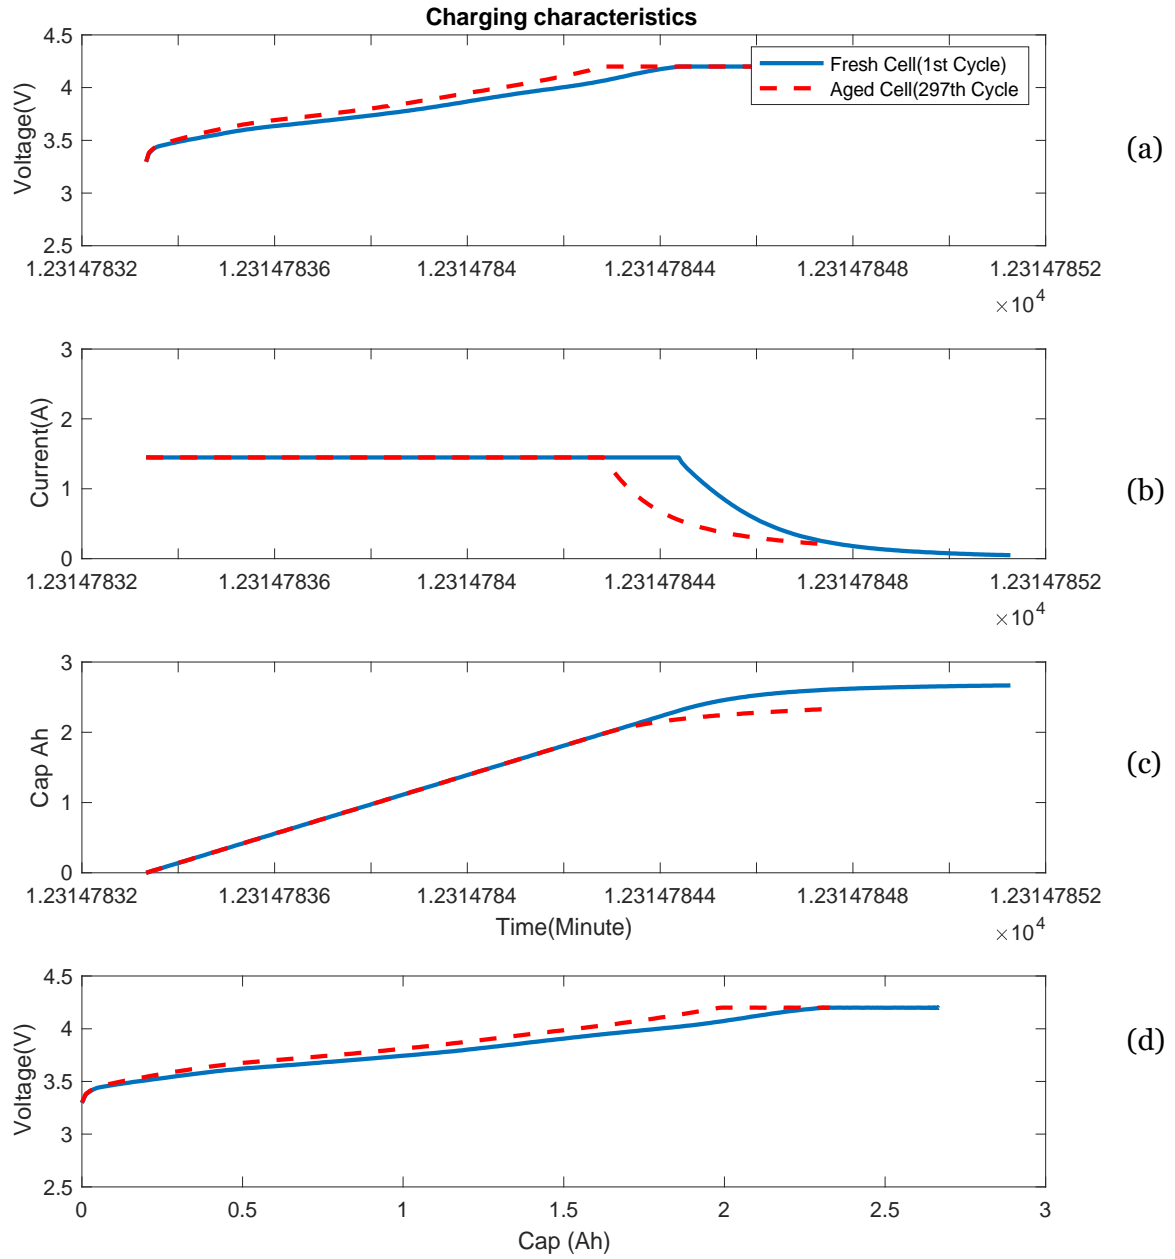 Charging characteristics
4.5
4
3.5
3
2.5
Voltage(V)
Fresh Cell(1st Cycle)
Aged Cell(297th Cycle
(a)
1.23147832 1.23147836 1.2314784 1.23147844 1.23147848 1.23147852
×10^4
3
2
1
0
Current(A)
(b)
1.23147832 1.23147836 1.2314784 1.23147844 1.23147848 1.23147852
×10^4
3
2
1
0
Cap Ah
(c)
1.23147832 1.23147836 1.2314784 1.23147844 1.23147848 1.23147852
Time(Minute)
×10^4
4.5
4
3.5
3
2.5
Voltage(V)
(d)
0 0.5 1 1.5 2 2.5 3
Cap (Ah)